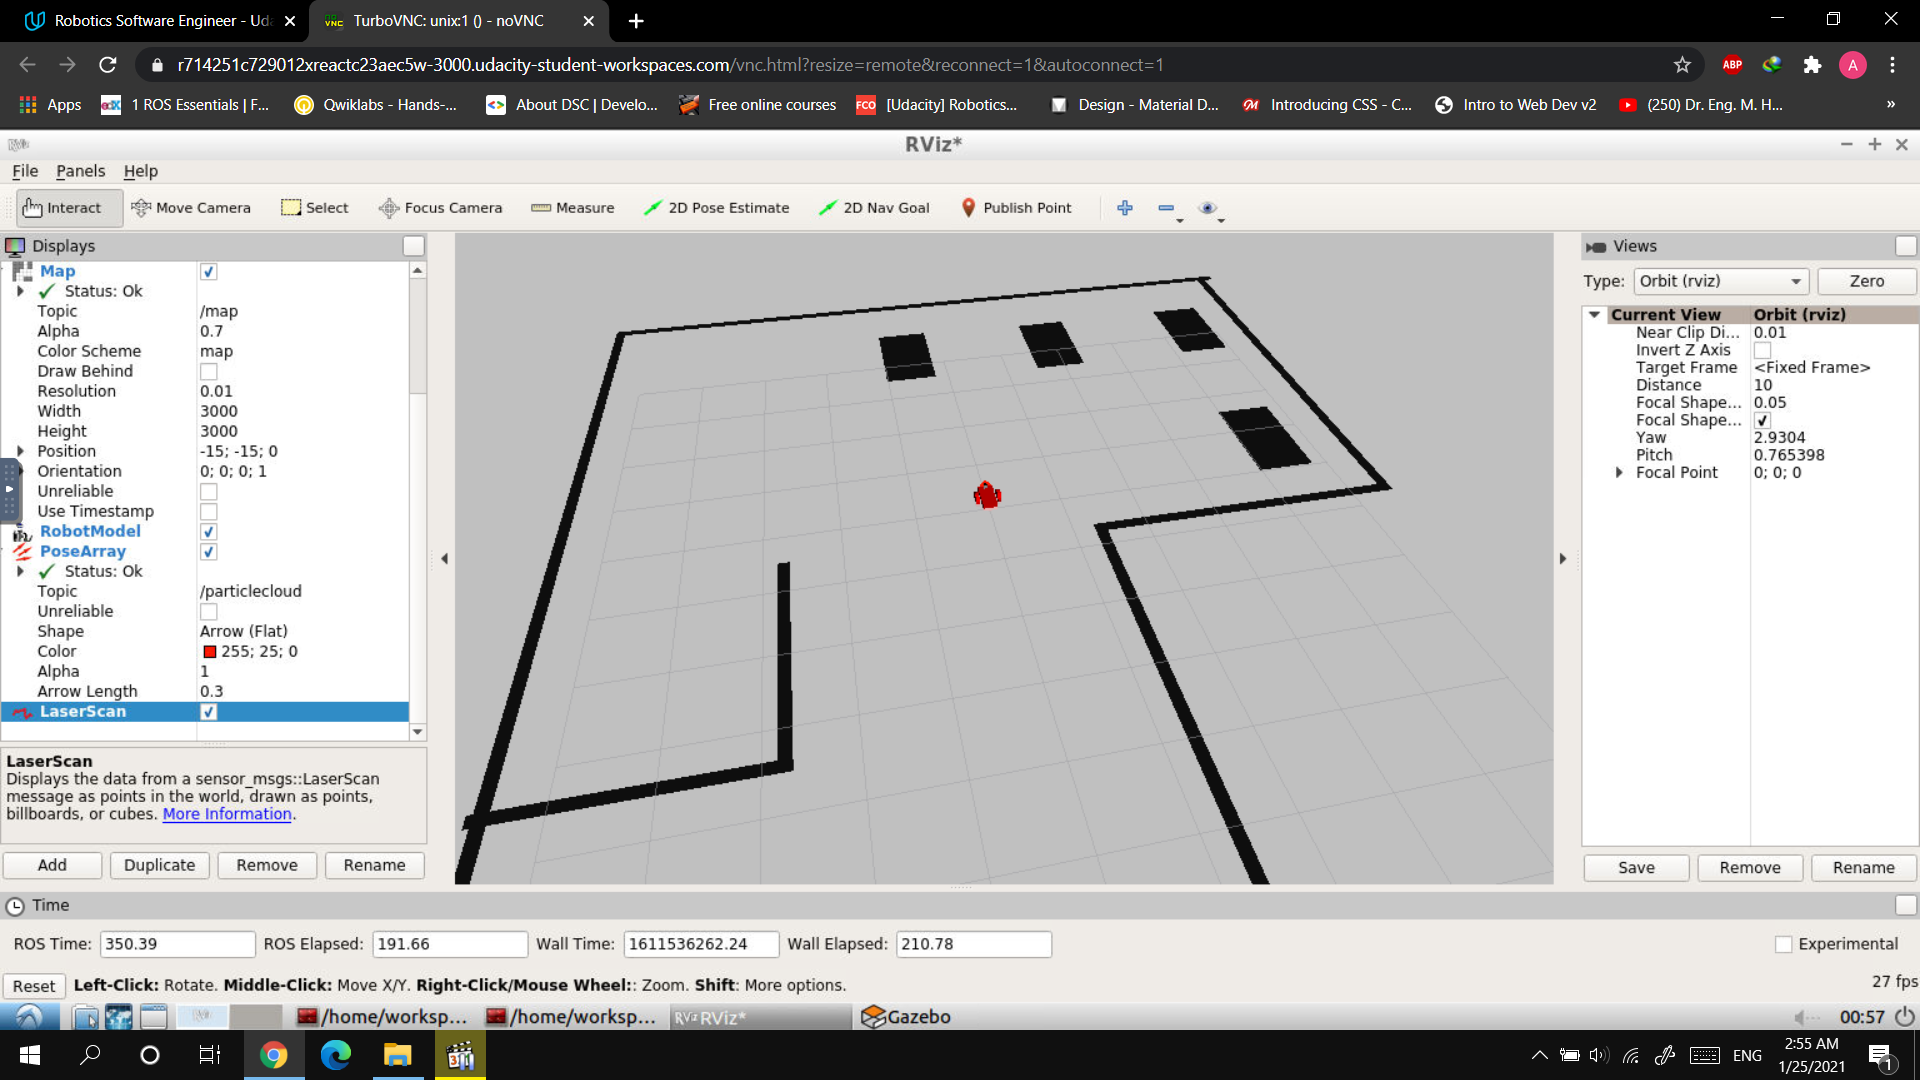 Robotics Software Engineer - Uda
TurboVNC: unix:1 () - noVNC
r714251c729012xreactc23aec5w-3000.udacity-student-workspaces.com/vnc.html?resize=remote&reconnect=1&autoconnect=1
ABP
A
Apps
1 ROS Essentials | F...
Qwiklabs - Hands-...
About DSC | Develo...
Free online courses
FCO
[Udacity] Robotics...
Design - Material D...
Introducing CSS - C...
Intro to Web Dev v2
(250) Dr. Eng. M. H...
»
RViz*
File Panels Help
Interact Move Camera Select Focus Camera Measure 2D Pose Estimate 2D Nav Goal Publish Point
Displays
Map
Status: Ok
Topic /map
Alpha 0.7
Color Scheme map
Draw Behind
Resolution 0.01
Width 3000
Height 3000
Position -15; -15; 0
Orientation 0; 0; 0; 1
Unreliable
Use Timestamp
RobotModel
PoseArray
Status: Ok
Topic /particlecloud
Unreliable
Shape Arrow (Flat)
Color 255; 25; 0
Alpha 1
Arrow Length 0.3
LaserScan
LaserScan
Displays the data from a sensor_msgs::LaserScan
message as points in the world, drawn as points,
billboards, or cubes. More Information.
Add Duplicate Remove Rename
Views
Type: Orbit (rviz) Zero
Current View Orbit (rviz)
Near Clip Di... 0.01
Invert Z Axis
Target Frame <Fixed Frame>
Distance 10
Focal Shape... 0.05
Focal Shape...
Yaw 2.9304
Pitch 0.765398
Focal Point 0; 0; 0
Save Remove Rename
Time
ROS Time: 350.39 ROS Elapsed: 191.66 Wall Time: 1611536262.24 Wall Elapsed: 210.78 Experimental
Reset Left-Click: Rotate. Middle-Click: Move X/Y. Right-Click/Mouse Wheel:: Zoom. Shift: More options. 27 fps
/home/worksp... /home/worksp... RViz* Gazebo 00:57
ENG
2:55 AM
1/25/2021
1